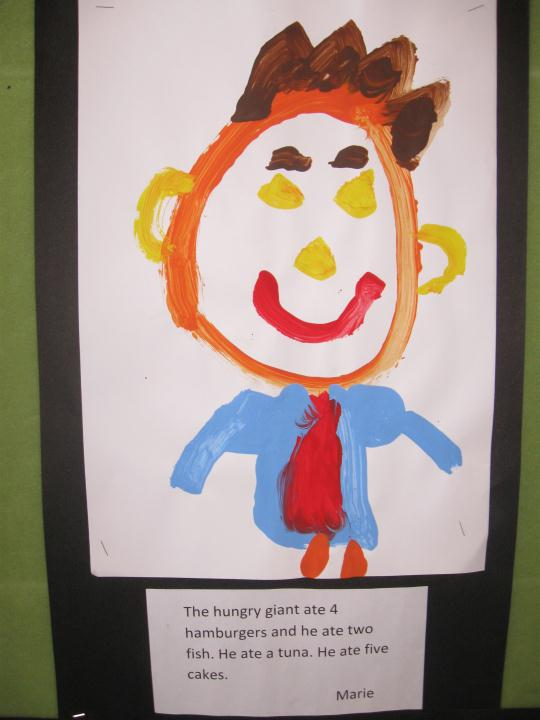 The hungry giant ate 4
hamburgers and he ate two
fish. He ate a tuna. He ate five
cakes.
Marie